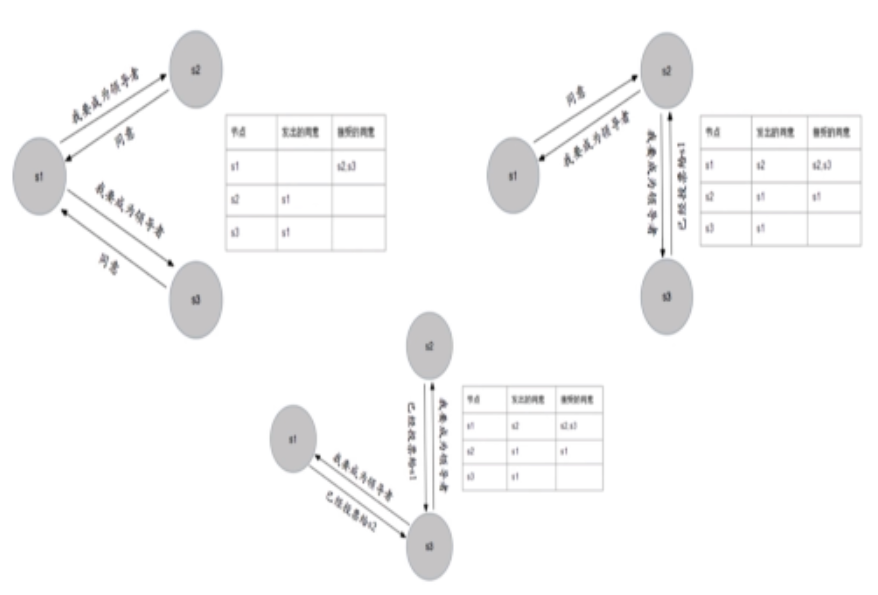 s2
我要成为领导者
同意
s1
我要成为领导者
同意
s3
节点 发出的同意 接受的同意
s1 s2,s3
s2 s1
s3 s1
s2
同意
我要成为领导者
s1
我要成为领导者
已经投票给s1
s3
节点 发出的同意 接受的同意
s1 s2 s2,s3
s2 s1 s1
s3 s1
s2
已经投票给s1
我要成为领导者
s1
我要成为领导者
已经投票给s2
s3
节点 发出的同意 接受的同意
s1 s2 s2,s3
s2 s1 s1
s3 s1